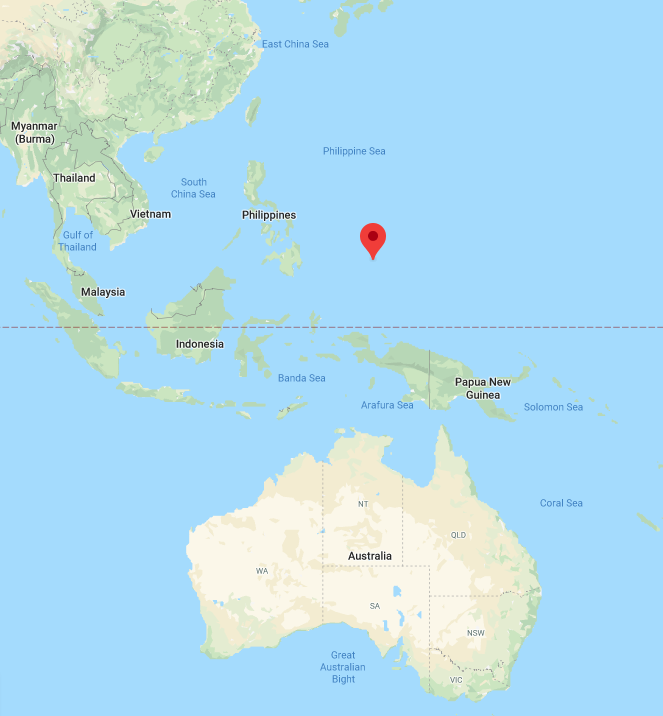 East China Sea
Myanmar
(Burma)
Philippine Sea
Thailand
South
China Sea
Vietnam
Philippines
Gulf of
Thailand
Malaysia
Indonesia
Banda Sea
Papua New
Guinea
Arafura Sea
Solomon Sea
NT
Coral Sea
QLD
Australia
WA
SA
NSW
Great
Australian
Bight
VIC